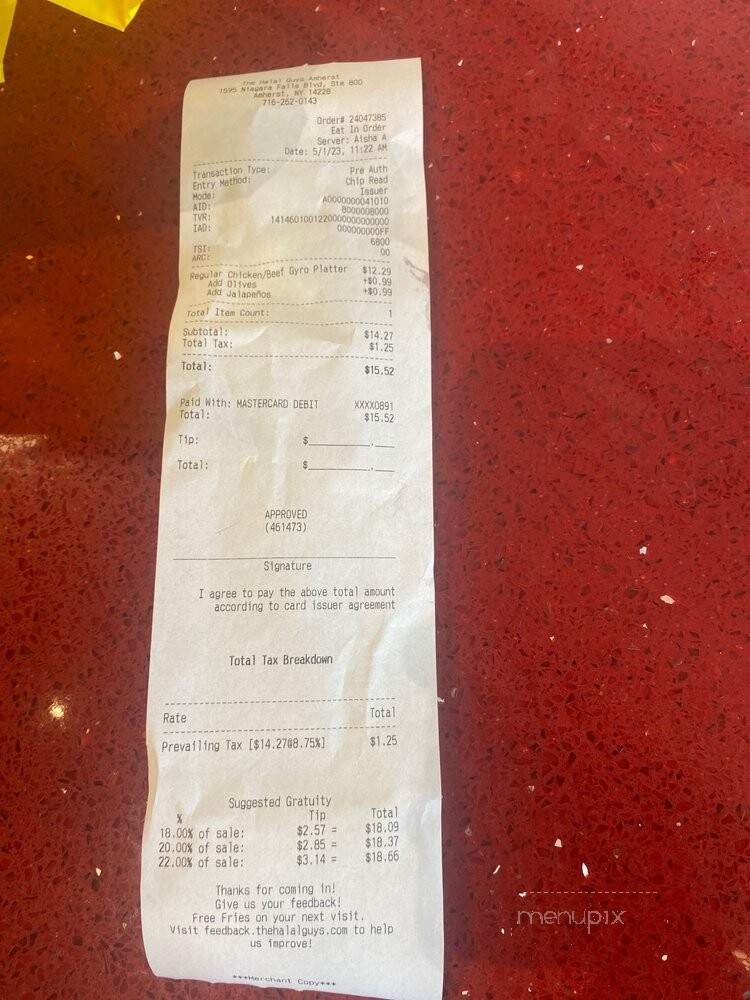 The Halal Guys Amherst
1595 Niagara Falls Blvd, Ste 800
Amherst, NY 14228
716-262-0143
Order# 24047385
Eat In Order
Server: Aisha A
Date: 5/1/23, 11:22 AM
Transaction Type: Pre Auth
Entry Method: Chip Read
Mode: Issuer
AID: A0000000041010
TVR: 8000008000
IAD: 1414601001220000000000000
000000000FF
TSI: 6800
ARC: 00
Regular Chicken/Beef Gyro Platter $12.29
Add Olives +$0.99
Add Jalapeños +$0.99
Total Item Count: 1
Subtotal: $14.27
Total Tax: $1.25
Total: $15.52
Paid With: MASTERCARD DEBIT XXXX0891
Total: $15.52
Tip: $______.__
Total: $______.__
APPROVED
(461473)
Signature
I agree to pay the above total amount
according to card issuer agreement
Total Tax Breakdown
Rate Total
Prevailing Tax [$14.27@8.75%] $1.25
Suggested Gratuity
% Tip Total
18.00% of sale: $2.57 = $18.09
20.00% of sale: $2.85 = $18.37
22.00% of sale: $3.14 = $18.66
Thanks for coming in!
Give us your feedback!
Free Fries on your next visit.
Visit feedback.thehalalguys.com to help
us improve!
***Merchant Copy***
menupix